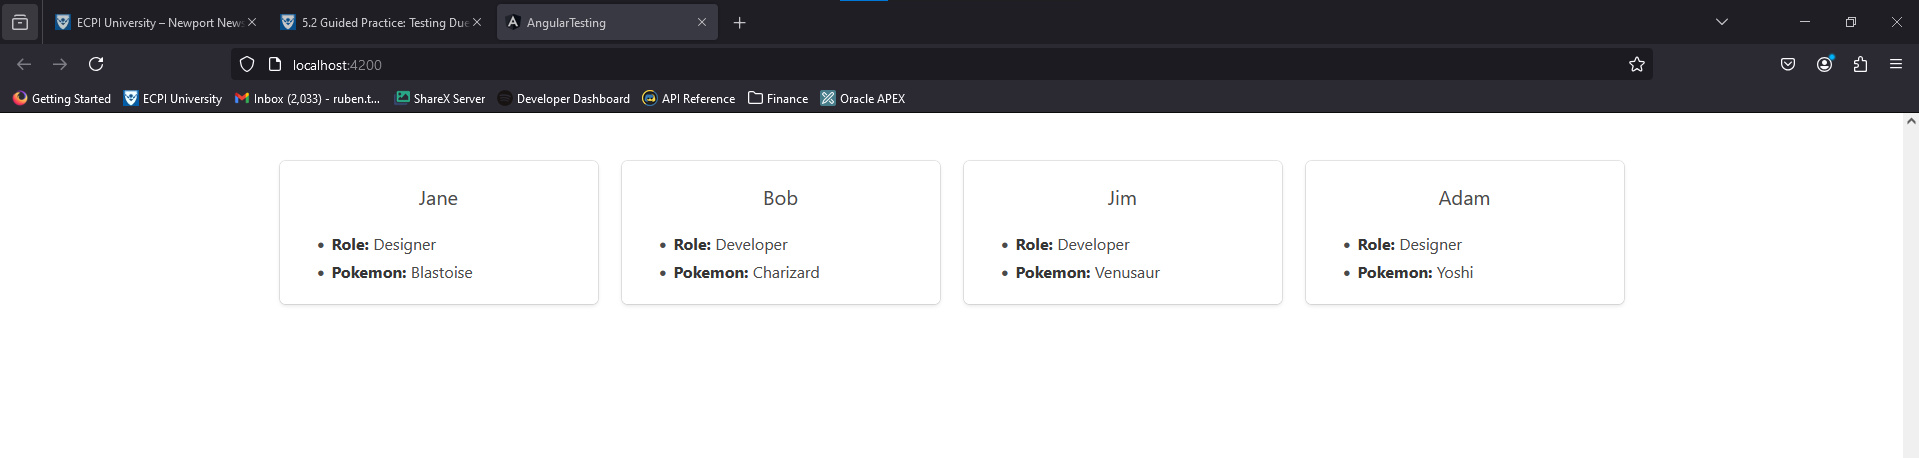 ECPI University – Newport New
5.2 Guided Practice: Testing Due
AngularTesting
localhost:4200
Getting Started
ECPI University
Inbox (2,033) - ruben.t...
ShareX Server
Developer Dashboard
API Reference
Finance
Oracle APEX
Jane
Role: Designer
Pokemon: Blastoise
Bob
Role: Developer
Pokemon: Charizard
Jim
Role: Developer
Pokemon: Venusaur
Adam
Role: Designer
Pokemon: Yoshi